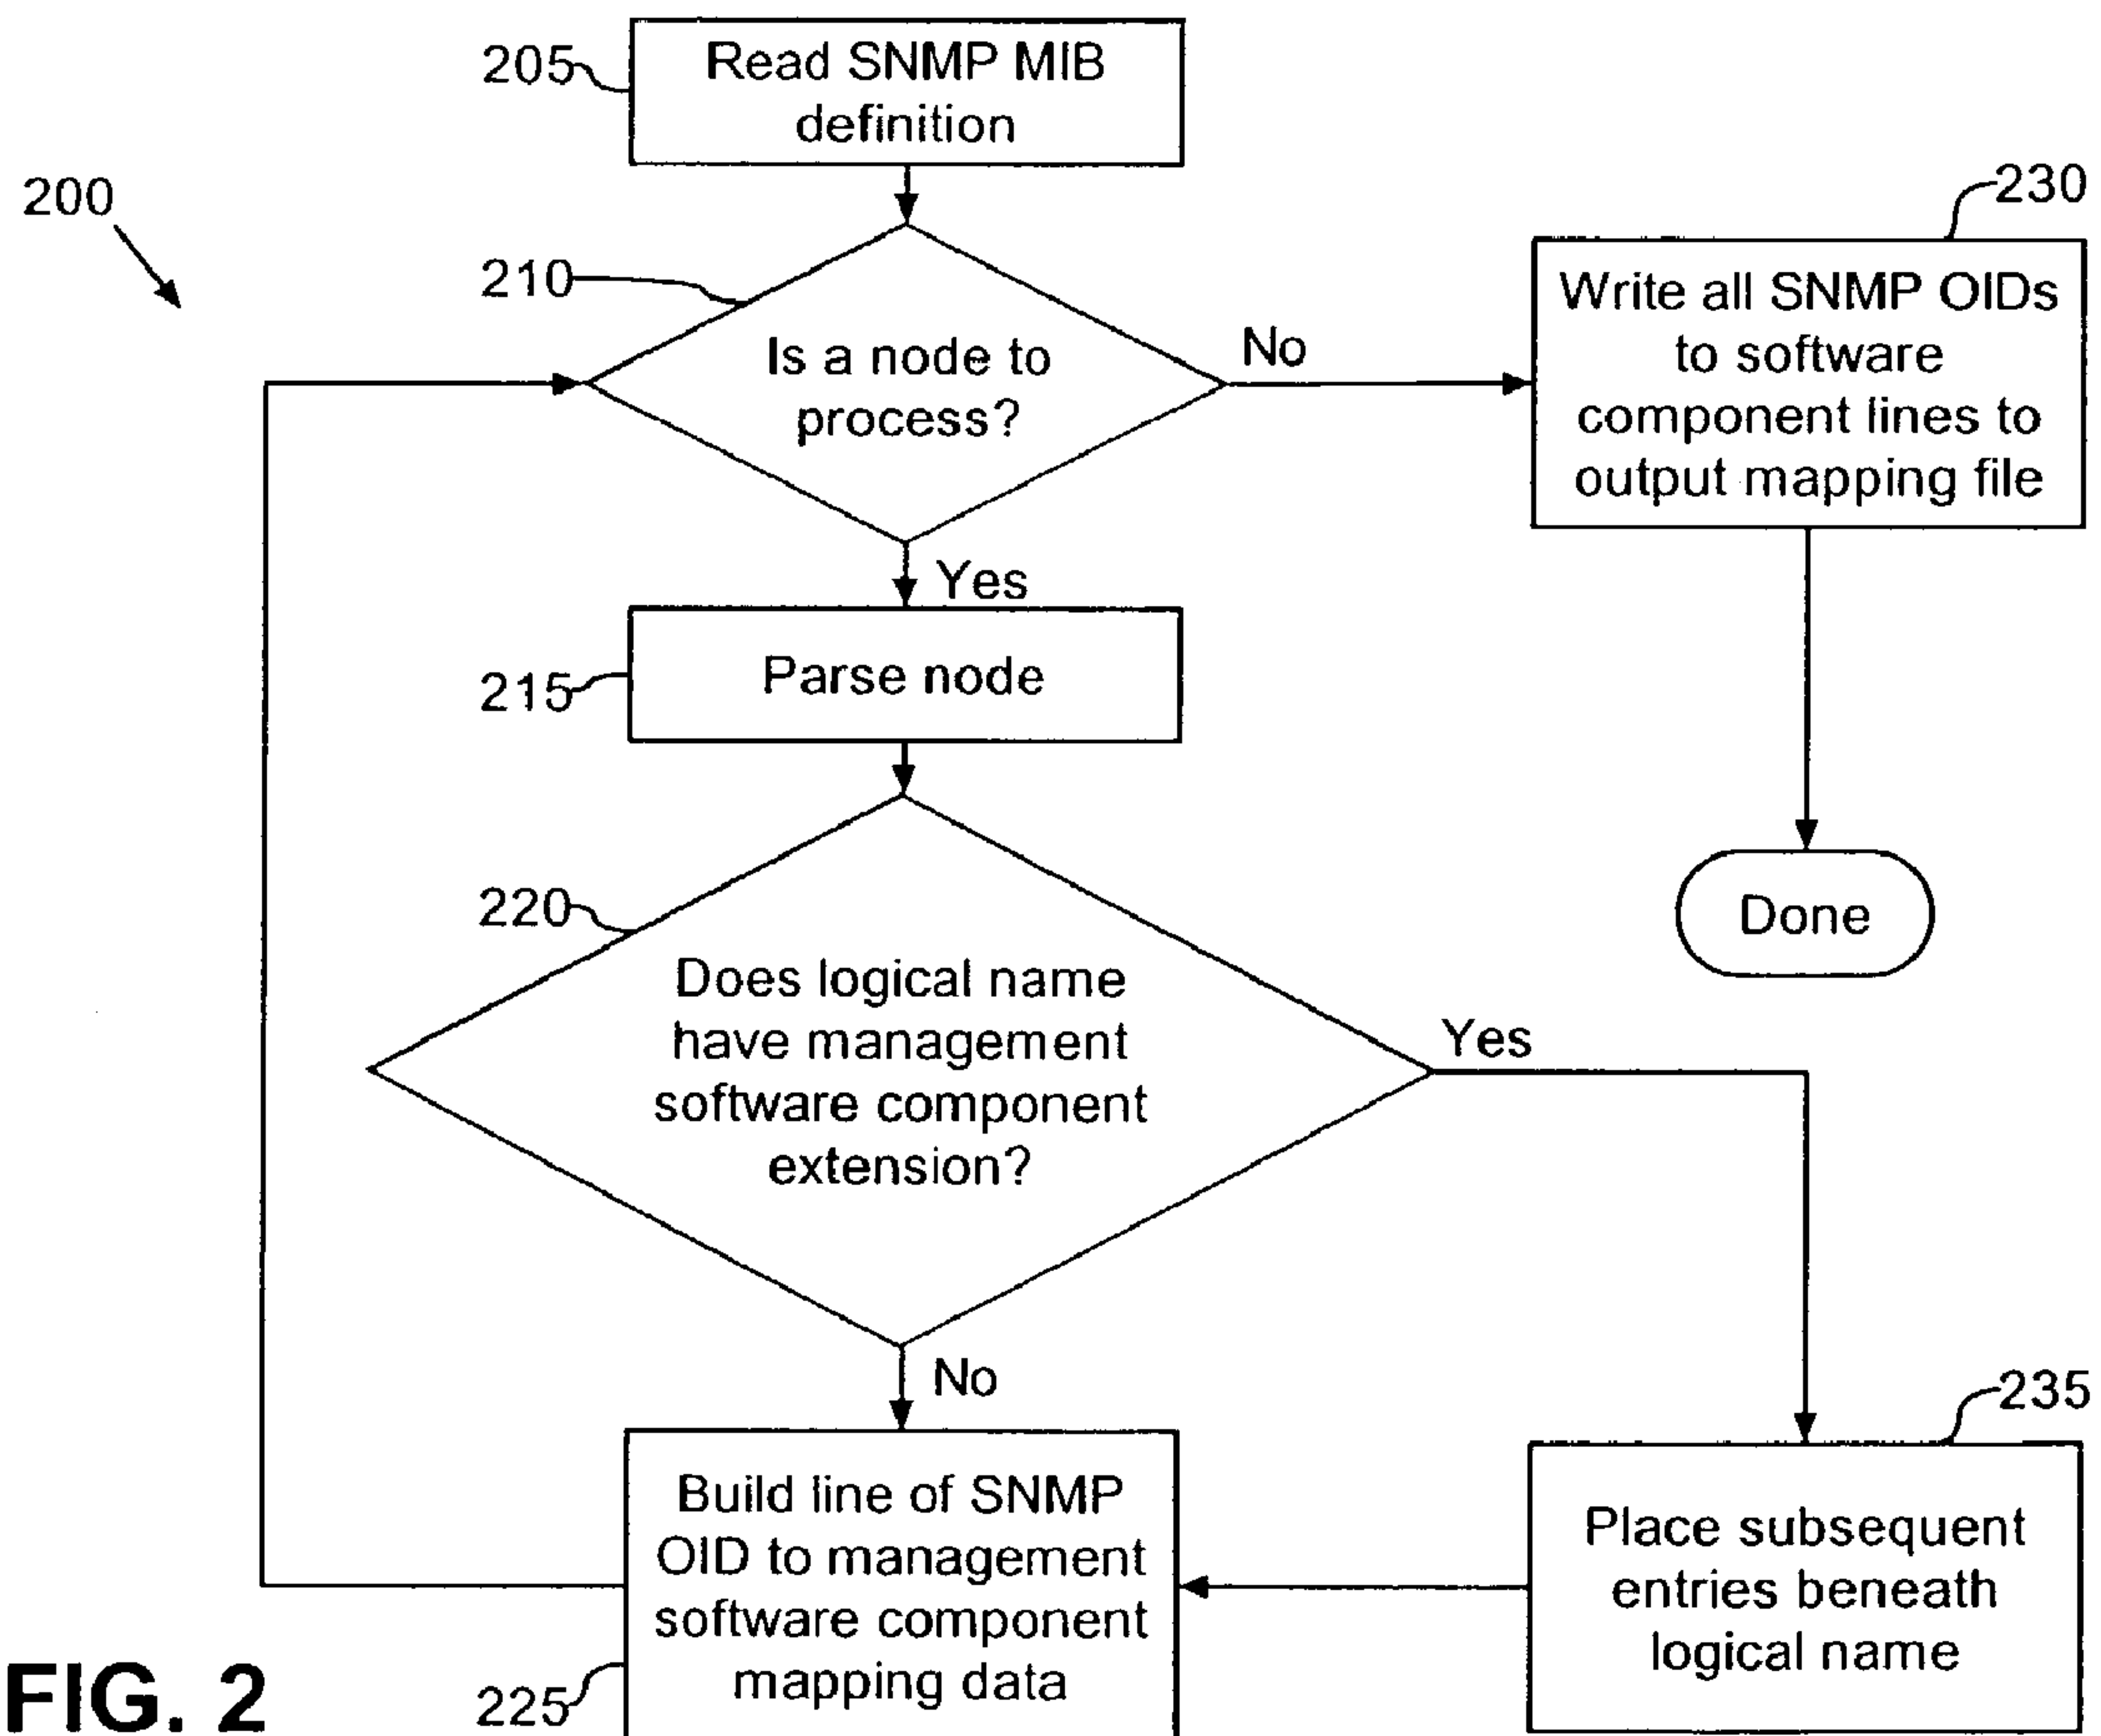 205
Read SNMP MIB
definition
200
210
Is a node to
process?
No
230
Write all SNMP OIDs
to software
component lines to
output mapping file
Yes
215
Parse node
Done
220
Does logical name
have management
software component
extension?
Yes
No
235
Place subsequent
entries beneath
logical name
Build line of SNMP
OID to management
software component
mapping data
225
FIG. 2